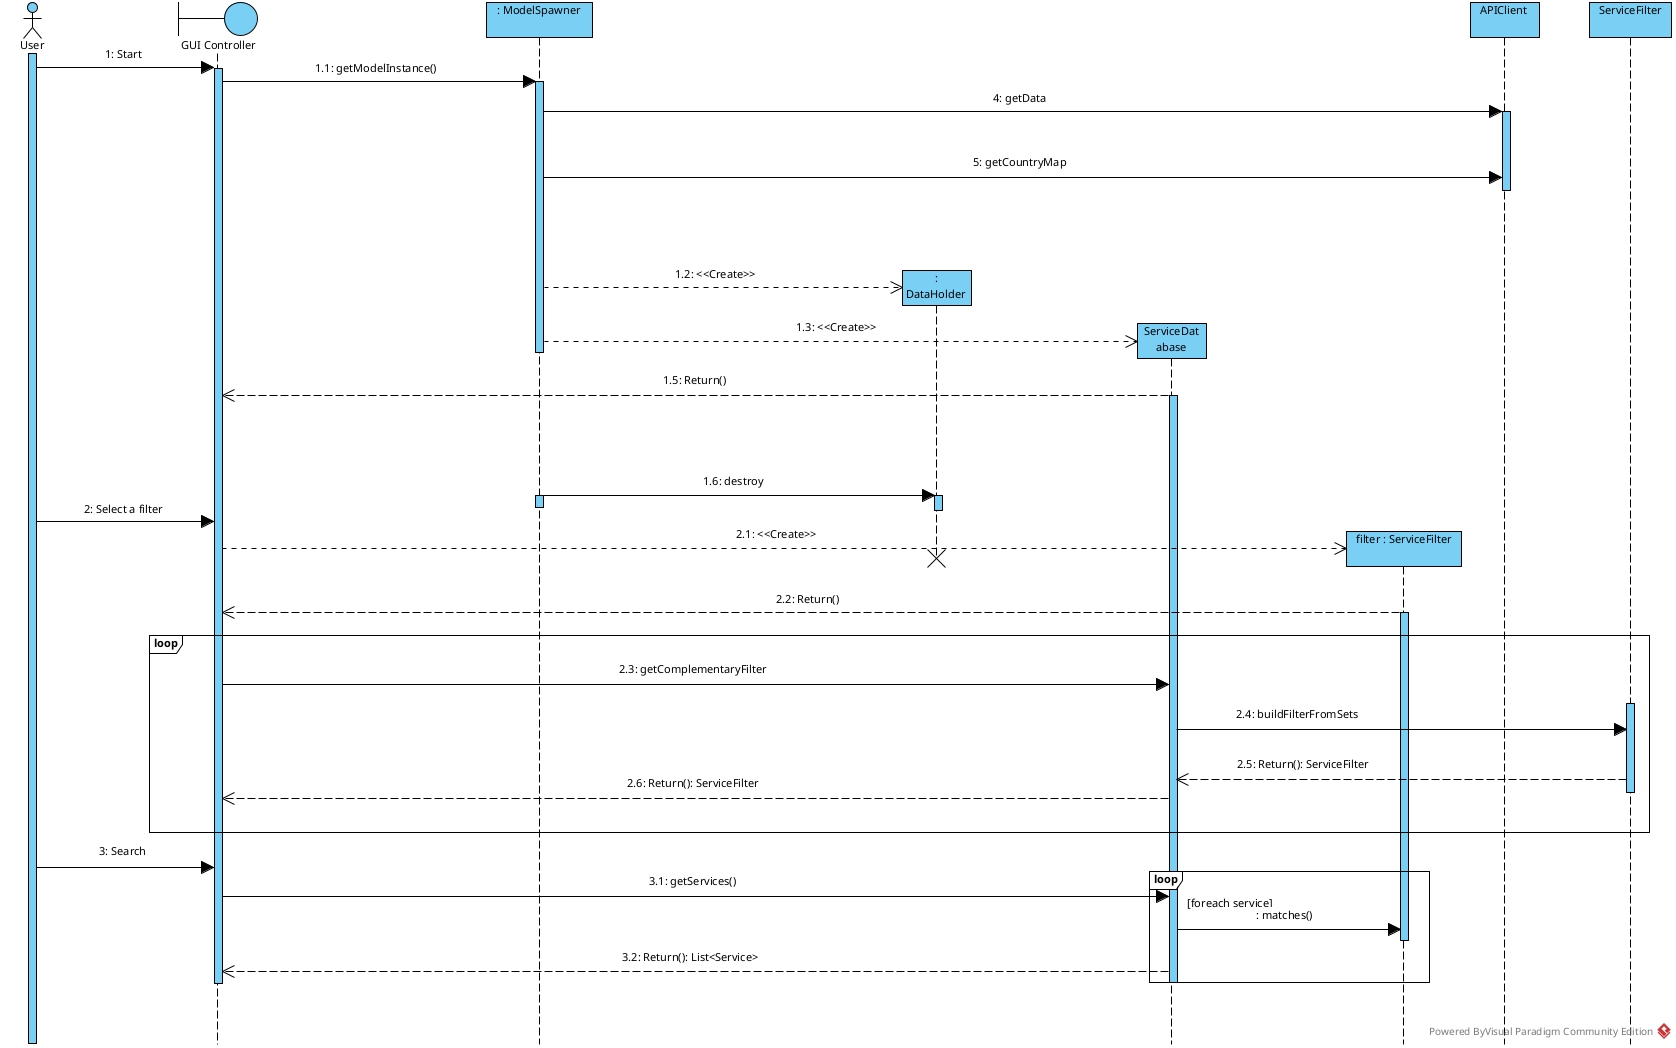 : ModelSpawner
APIClient
ServiceFilter
User
GUI Controller
1: Start
1.1: getModelInstance()
4: getData
5: getCountryMap
1.2: <<Create>>
:
DataHolder
1.3: <<Create>>
ServiceDat
abase
1.5: Return()
1.6: destroy
2: Select a filter
2.1: <<Create>>
filter : ServiceFilter
2.2: Return()
loop
2.3: getComplementaryFilter
2.4: buildFilterFromSets
2.5: Return(): ServiceFilter
2.6: Return(): ServiceFilter
3: Search
loop
3.1: getServices()
[foreach service]
: matches()
3.2: Return(): List<Service>
Powered ByVisual Paradigm Community Edition